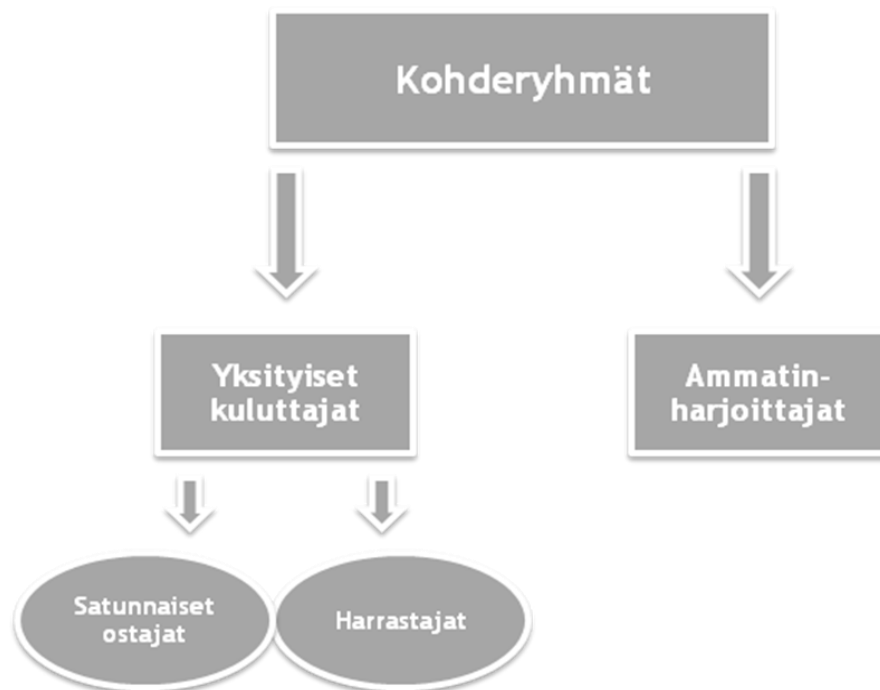 Kohderyhmät
Yksityiset
kuluttajat
Ammatin-
harjoittajat
Satunnaiset
ostajat
Harrastajat